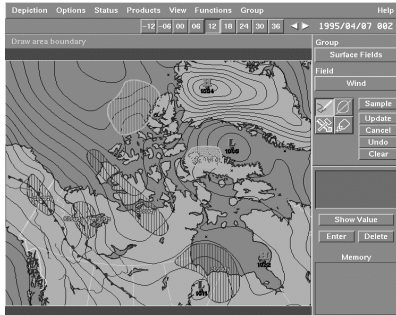 Depiction Options Status Products View Functions Group Help
-12 -06 00 06 12 18 24 30 36 1995/04/07 00Z
Draw area boundary
Group
Surface Fields
Field
Wind
Sample
Update
Cancel
Undo
Clear
Show Value
Enter Delete
Memory
L
L
1011